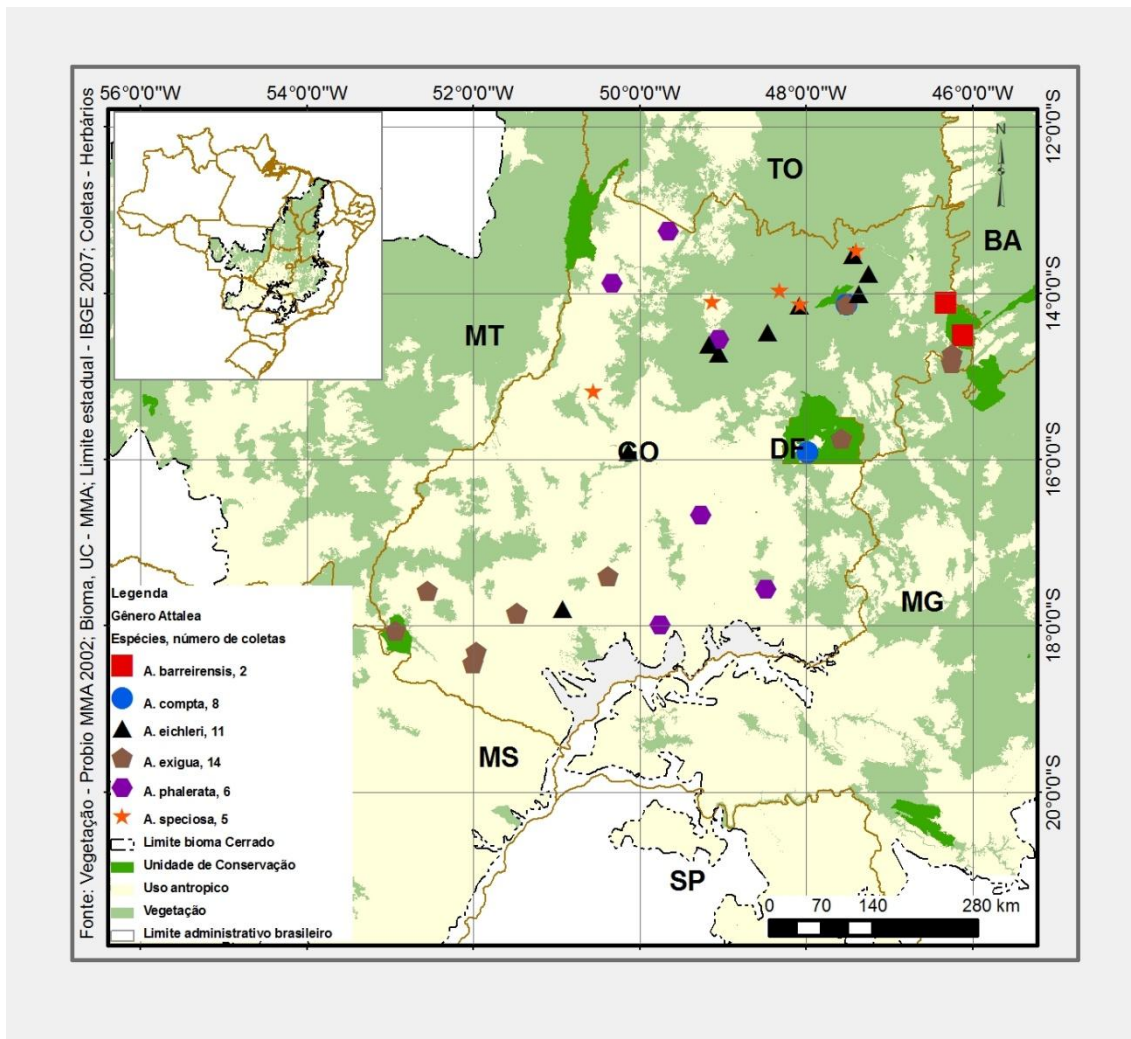 56°0'0"W 54°0'0"W 52°0'0"W 50°0'0"W 48°0'0"W 46°0'0"W
12°0'0"S
14°0'0"S
16°0'0"S
18°0'0"S
20°0'0"S
N
TO
BA
MT
GO
DF
MG
MS
SP
Fonte: Vegetação - Probio MMA 2002; Bioma, UC - MMA; Limite estadual - IBGE 2007; Coletas - Herbários
Legenda
Gênero Attalea
Espécies, número de coletas
A. barreirensis, 2
A. compta, 8
A. eichleri, 11
A. exigua, 14
A. phalerata, 6
A. speciosa, 5
Limite bioma Cerrado
Unidade de Conservação
Uso antropico
Vegetação
Limite administrativo brasileiro
0 70 140 280 km